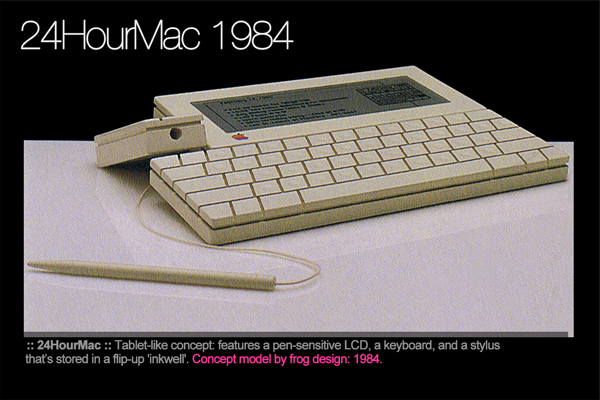 24HourMac 1984
:: 24HourMac :: Tablet-like concept: features a pen-sensitive LCD, a keyboard, and a stylus
that's stored in a flip-up 'inkwell'. Concept model by frog design: 1984.